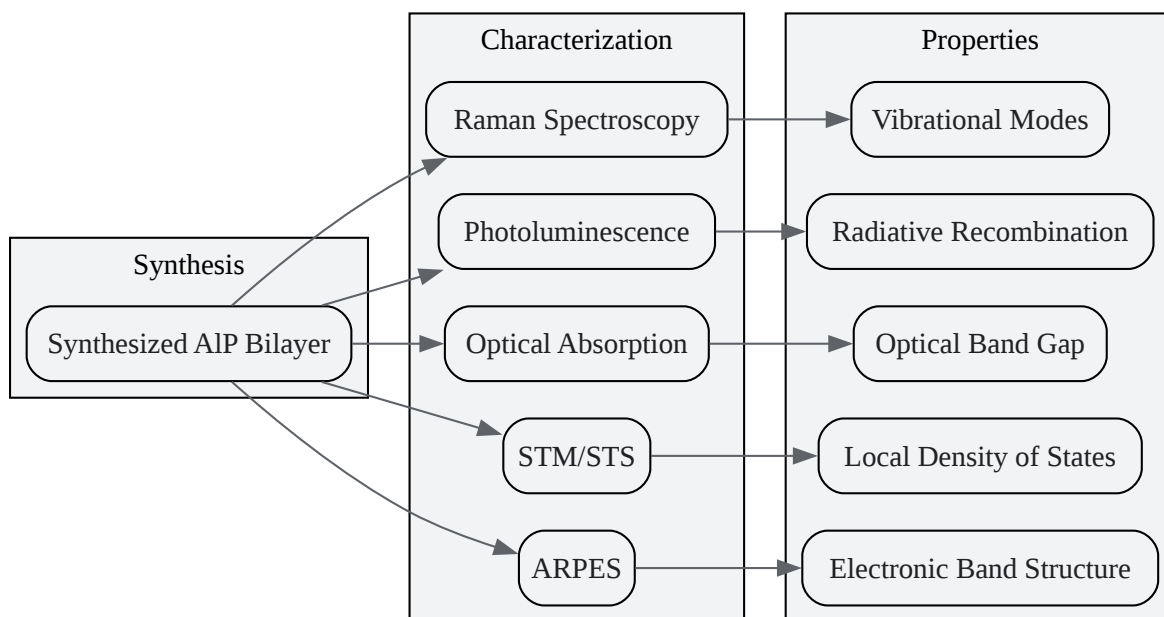 Synthesis
Synthesized AlP Bilayer
Characterization
Raman Spectroscopy
Photoluminescence
Optical Absorption
STM/STS
ARPES
Properties
Vibrational Modes
Radiative Recombination
Optical Band Gap
Local Density of States
Electronic Band Structure